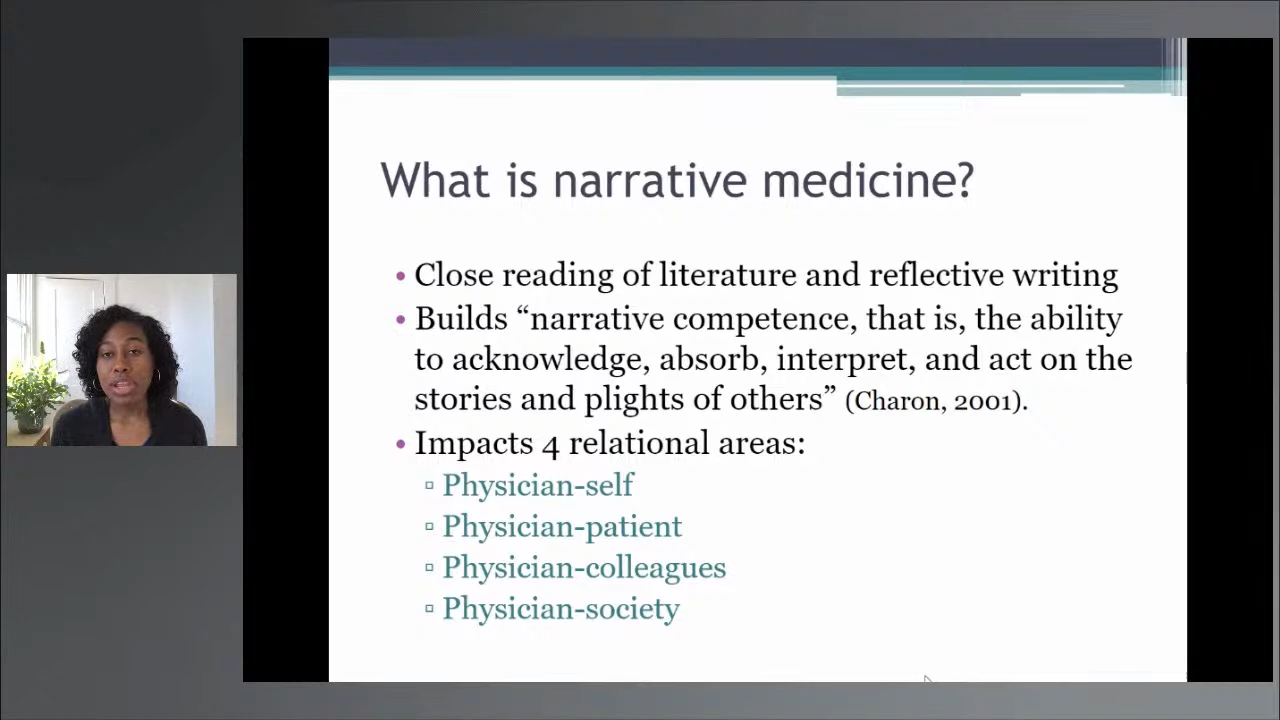 What is narrative medicine?
• Close reading of literature and reflective writing
• Builds “narrative competence, that is, the ability
to acknowledge, absorb, interpret, and act on the
stories and plights of others” (Charon, 2001).
• Impacts 4 relational areas:
▫ Physician-self
▫ Physician-patient
▫ Physician-colleagues
▫ Physician-society